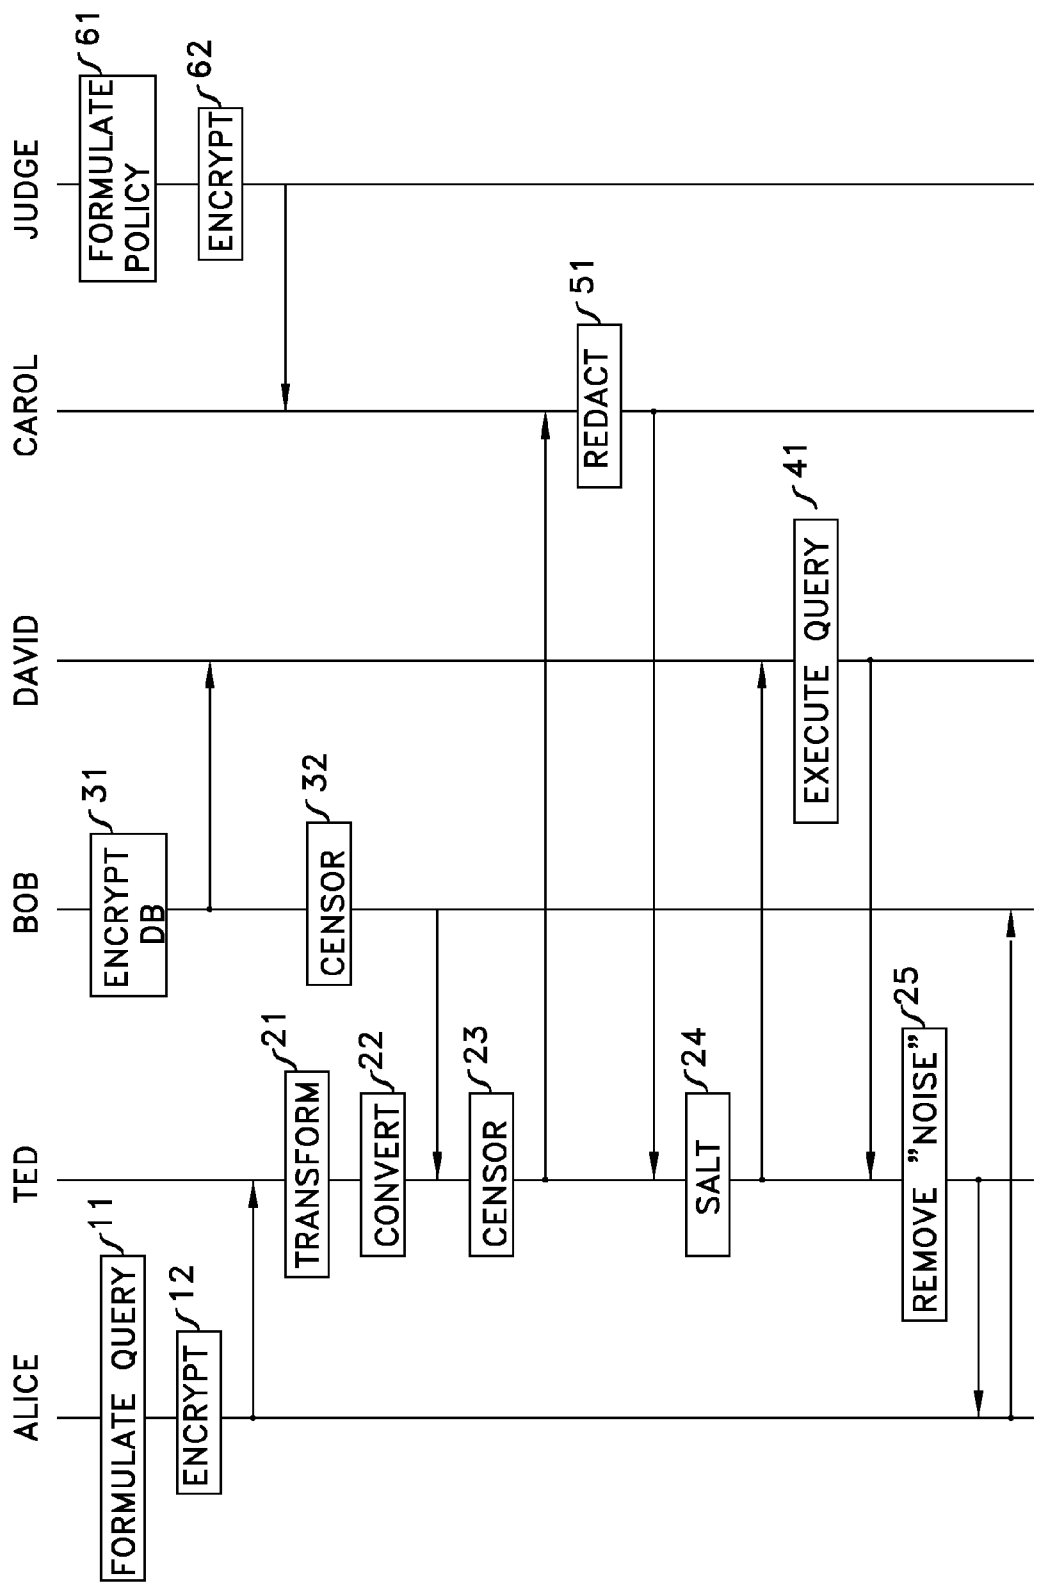 ALICE
TED
BOB
DAVID
CAROL
JUDGE
FORMULATE QUERY
11
ENCRYPT
12
TRANSFORM
21
CONVERT
22
CENSOR
23
SALT
24
REMOVE "NOISE"
25
ENCRYPT
DB
31
CENSOR
32
EXECUTE QUERY
41
REDACT
51
FORMULATE
POLICY
61
ENCRYPT
62